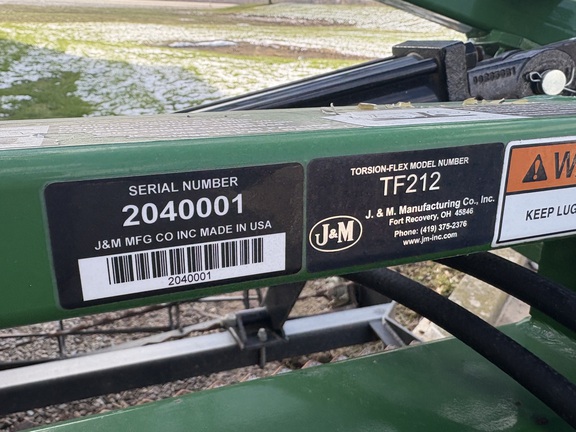 SERIAL NUMBER
2040001
J&M MFG CO INC MADE IN USA
2040001
TORSION-FLEX MODEL NUMBER
TF212
J&M
J. & M. Manufacturing Co., Inc.
Fort Recovery, OH 45846
Phone: (419) 375-2376
www.jm-inc.com
KEEP LUG